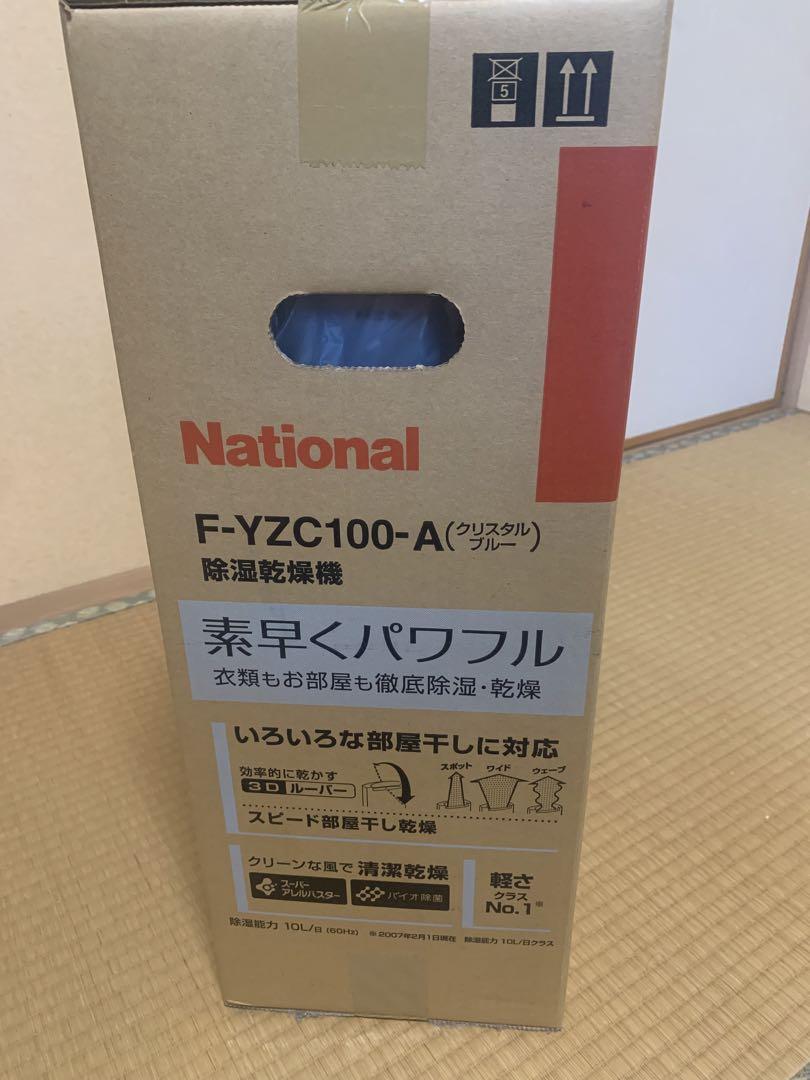 5
National
F-YZC100-A(クリスタルブルー)
除湿乾燥機
素早くパワフル
衣類もお部屋も徹底除湿・乾燥
いろいろな部屋干しに対応
効率的に乾かす
3D ルーバー
スポット ワイド ウェーブ
スピード部屋干し乾燥
クリーンな風で 清潔乾燥
スーパー
アレルバスター
バイオ除菌
軽さ
クラス
No.1※
除湿能力 10L/日 (60Hz) ※2007年2月1日現在 除湿能力 10L/日クラス